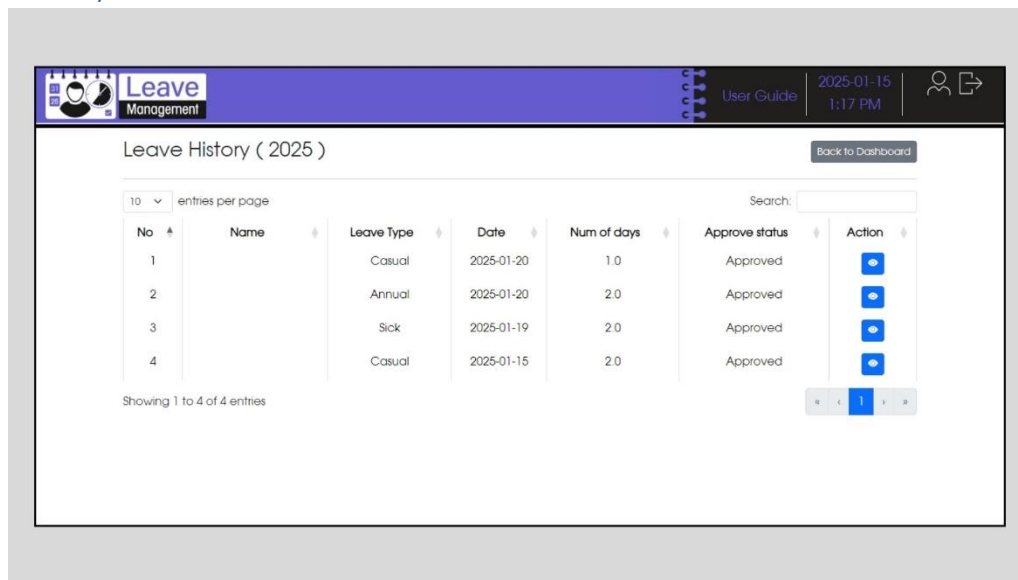 Leave
Management
User Guide
2025-01-15
1:17 PM
Leave History ( 2025 )
Back to Dashboard
10 entries per page
Search:
No Name Leave Type Date Num of days Approve status Action
1 Casual 2025-01-20 1.0 Approved
2 Annual 2025-01-20 2.0 Approved
3 Sick 2025-01-19 2.0 Approved
4 Casual 2025-01-15 2.0 Approved
Showing 1 to 4 of 4 entries
« ‹ 1 › »